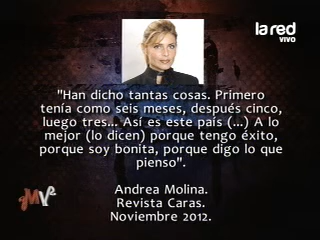 la red
vivo
"Han dicho tantas cosas. Primero
tenía como seis meses, después cinco,
luego tres... Así es este país (...) A lo
mejor (lo dicen) porque tengo éxito,
porque soy bonita, porque digo lo que
pienso".
Andrea Molina.
Revista Caras.
Noviembre 2012.
MV2